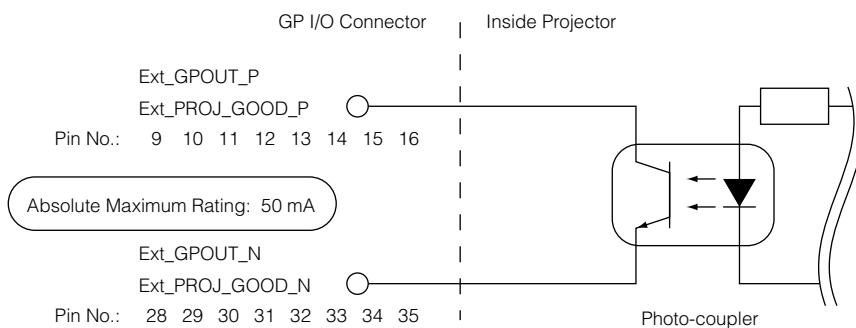 GP I/O Connector
Inside Projector
Ext_GPOUT_P
Ext_PROJ_GOOD_P
Pin No.: 9 10 11 12 13 14 15 16
Absolute Maximum Rating: 50 mA
Ext_GPOUT_N
Ext_PROJ_GOOD_N
Pin No.: 28 29 30 31 32 33 34 35
Photo-coupler